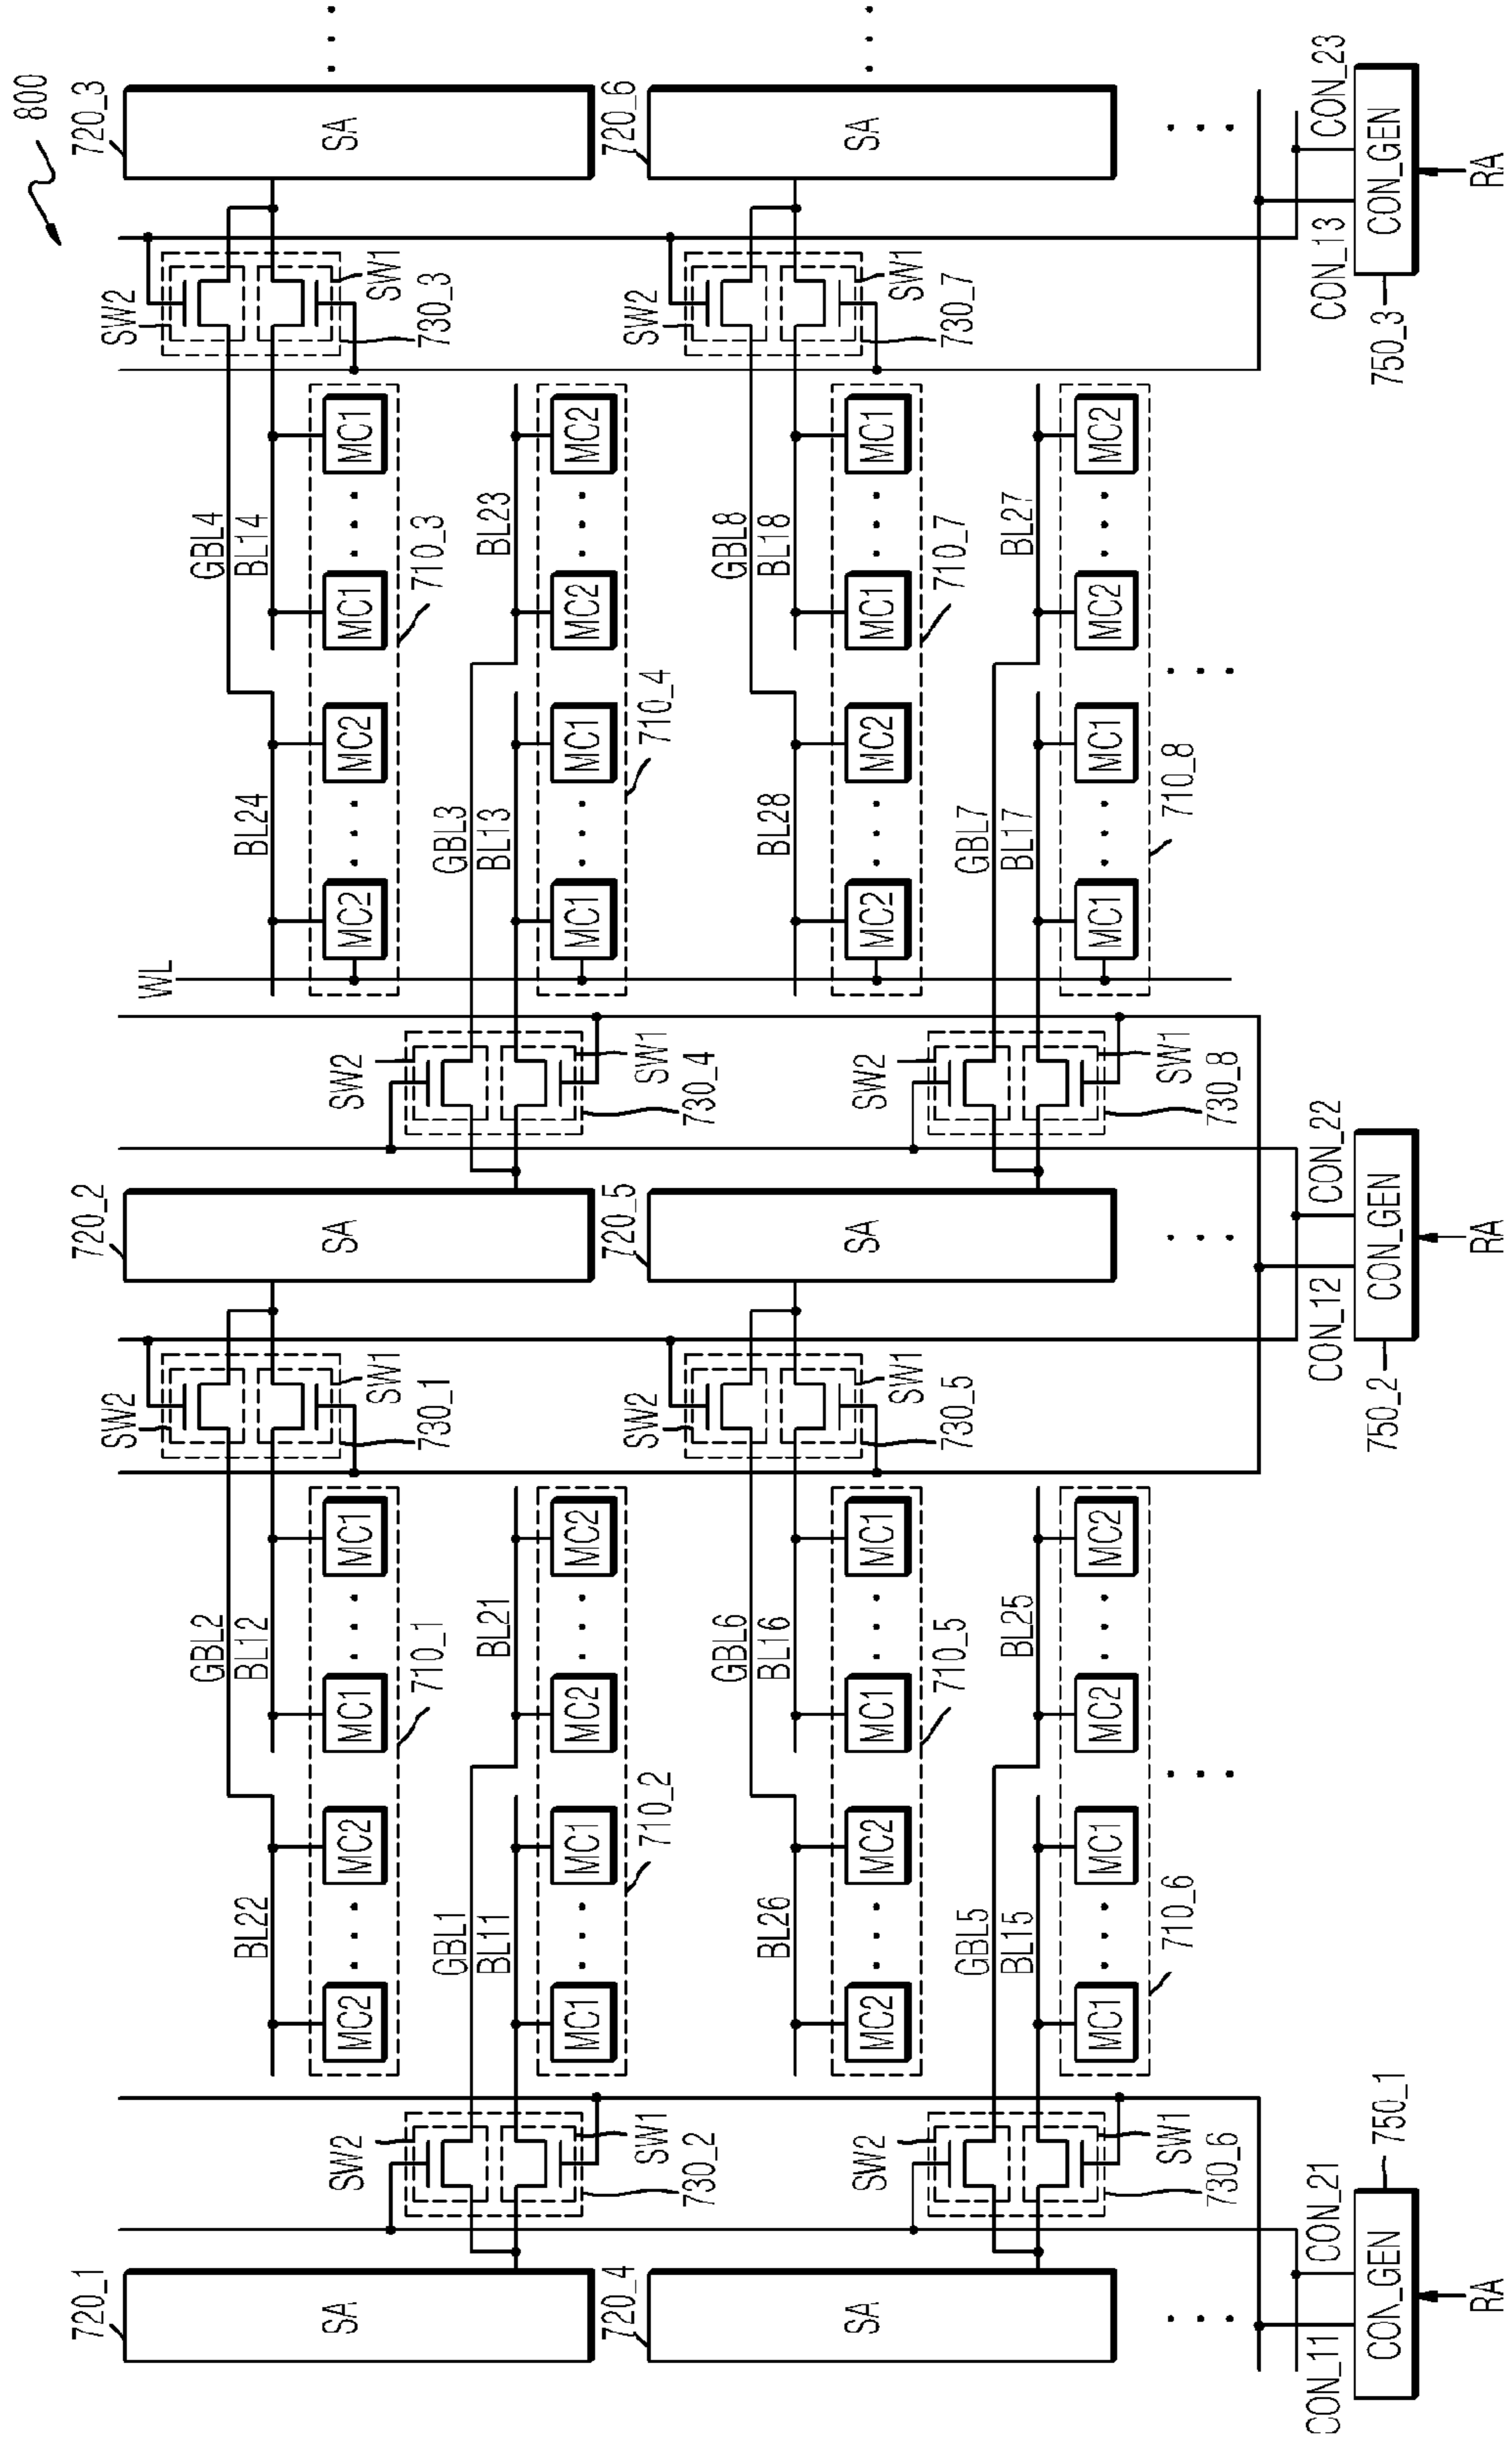 800
720_1
720_2
720_3
SW2
SW2
WL
GBL2
GBL4
BL22
BL12
BL24
BL14
SA
SW2
SA
SW2
SA
MC2
MC2
MC1
MC1
MC2
MC2
MC1
MC1
SW1
SW1
710_1
730_1
710_3
730_3
GBL1
GBL3
BL11
BL21
BL13
BL23
MC1
MC1
MC2
MC2
MC1
MC1
MC2
MC2
720_4
720_5
720_6
SW1
SW2
SW1
SW2
710_2
710_4
730_2
730_4
GBL6
GBL8
BL26
BL16
BL28
BL18
SA
SW2
SA
SW2
SA
MC2
MC2
MC1
MC1
MC2
MC2
MC1
MC1
SW1
SW1
710_5
730_5
710_7
730_7
GBL5
GBL7
BL15
BL25
BL17
BL27
MC1
MC1
MC2
MC2
MC1
MC1
MC2
MC2
SW1
SW1
710_6
710_8
730_6
730_8
CON_11
CON_21
CON_12
CON_22
CON_13
CON_23
CON_GEN
750_1
750_2
CON_GEN
750_3
CON_GEN
RA
RA
RA